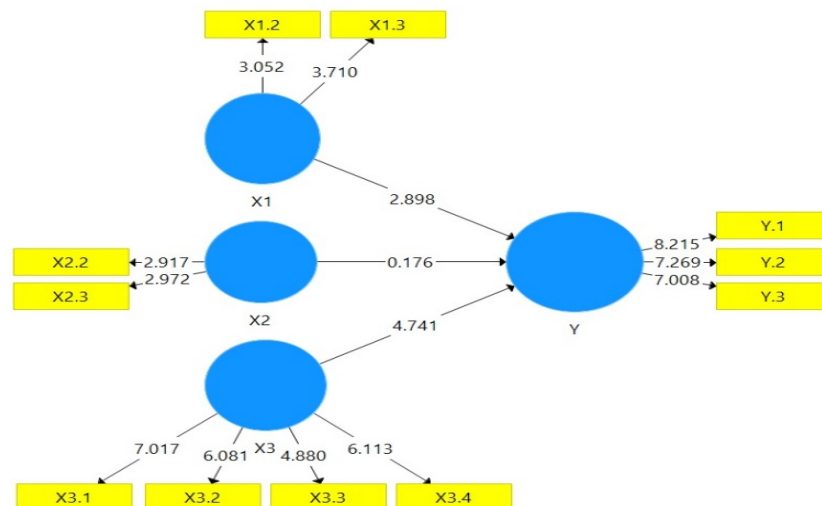 X1.2 X1.3
3.052 3.710
X1
2.898
X2.2 2.917 0.176 8.215 Y.1
X2.3 2.972 7.269 Y.2
7.008 Y.3
X2
Y
4.741
X3
7.017 6.081 4.880 6.113
X3.1 X3.2 X3.3 X3.4